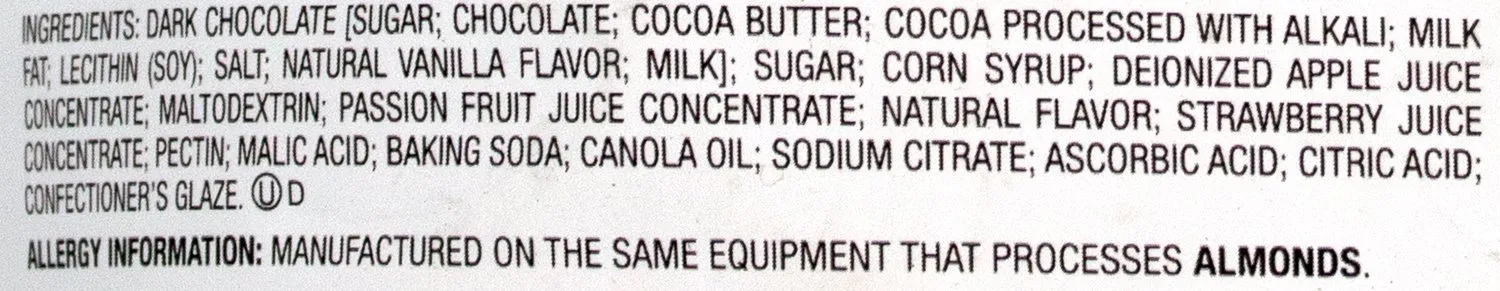 INGREDIENTS: DARK CHOCOLATE [SUGAR; CHOCOLATE; COCOA BUTTER; COCOA PROCESSED WITH ALKALI; MILK
FAT; LECITHIN (SOY); SALT; NATURAL VANILLA FLAVOR; MILK]; SUGAR; CORN SYRUP; DEIONIZED APPLE JUICE
CONCENTRATE; MALTODEXTRIN; PASSION FRUIT JUICE CONCENTRATE; NATURAL FLAVOR; STRAWBERRY JUICE
CONCENTRATE; PECTIN; MALIC ACID; BAKING SODA; CANOLA OIL; SODIUM CITRATE; ASCORBIC ACID; CITRIC ACID;
CONFECTIONER'S GLAZE. Ⓤ D
ALLERGY INFORMATION: MANUFACTURED ON THE SAME EQUIPMENT THAT PROCESSES ALMONDS.